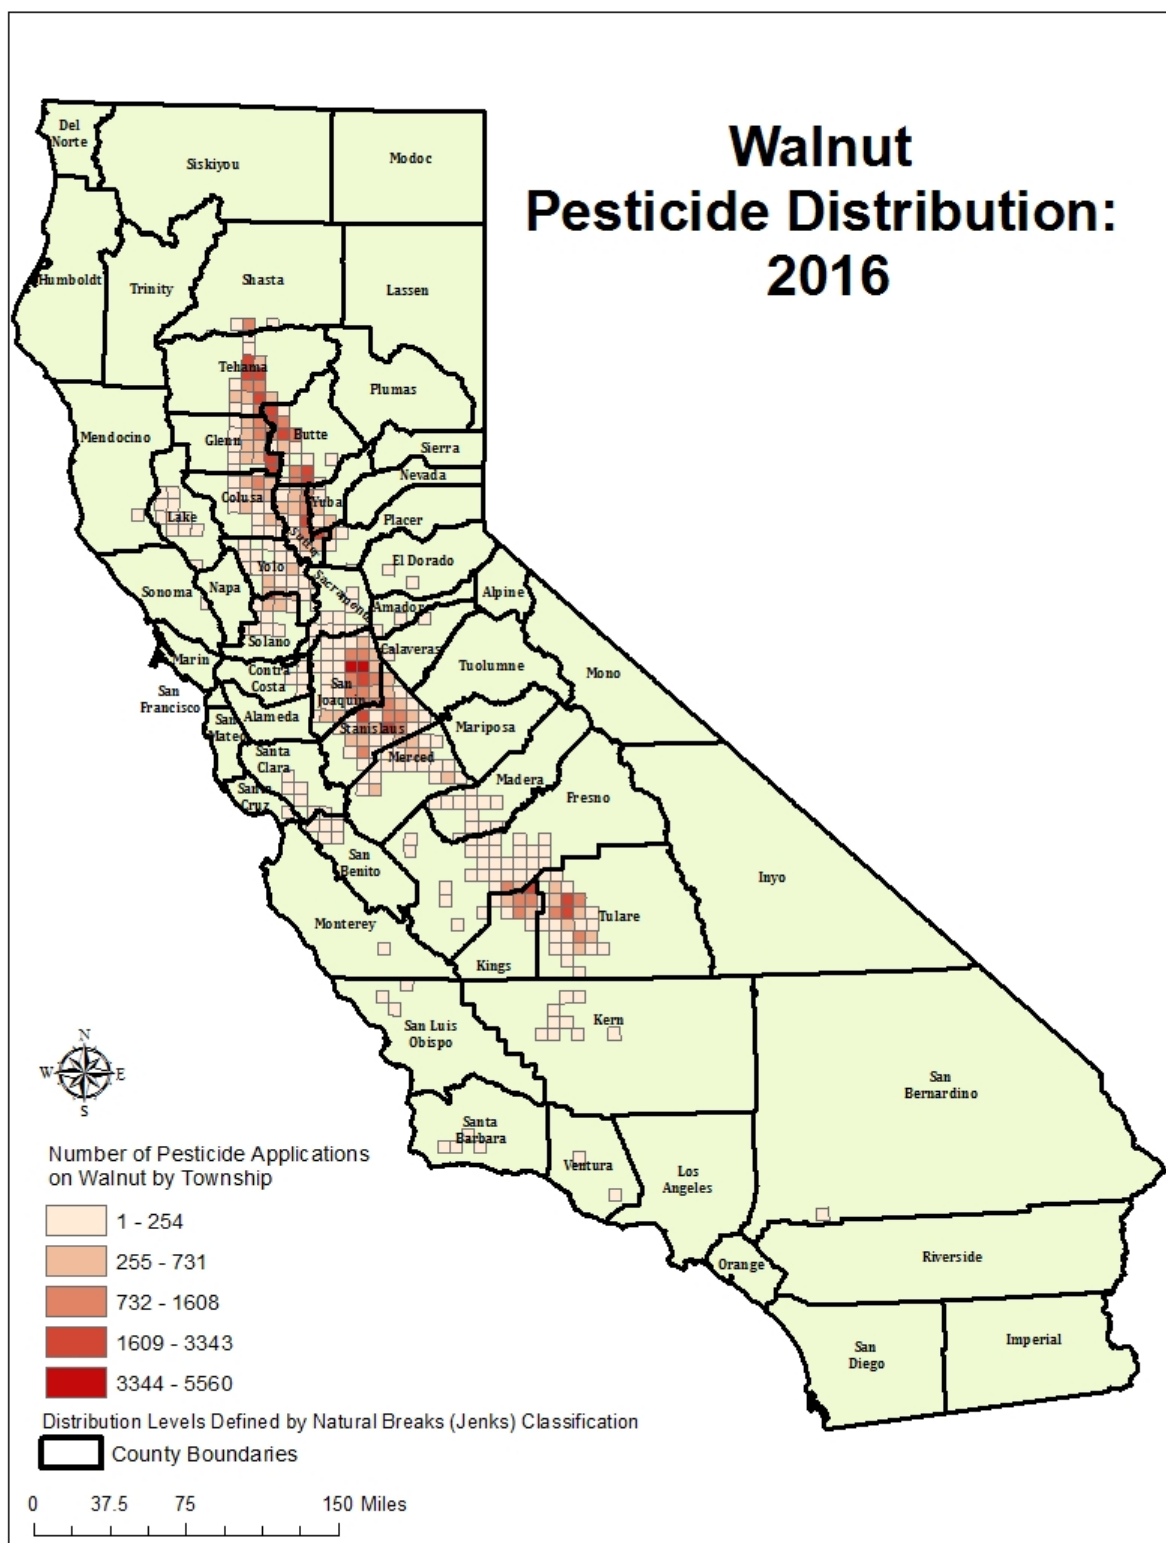 Walnut
Pesticide Distribution:
2016
Del
Norte
Siskiyou
Modoc
Humboldt
Trinity
Shasta
Lassen
Tehama
Plumas
Mendocino
Glenn
Butte
Sierra
Nevada
Colusa
Yuba
Placer
Lake
Sutter
El Dorado
Yolo
Sacramento
Sonoma
Napa
Amador
Alpine
Solano
Calaveras
Marin
Tuolumne
Mono
Contra
Costa
San
Joaquin
San
Francisco
Alameda
Stanislaus
Mariposa
San
Mateo
Santa
Clara
Merced
Madera
Santa
Cruz
Fresno
San
Benito
Inyo
Monterey
Tulare
Kings
San Luis
Obispo
Kern
San
Bernardino
Santa
Barbara
Ventura
Los
Angeles
Orange
Riverside
San
Diego
Imperial
N
W
E
S
Number of Pesticide Applications
on Walnut by Township
1 - 254
255 - 731
732 - 1608
1609 - 3343
3344 - 5560
Distribution Levels Defined by Natural Breaks (Jenks) Classification
County Boundaries
0 37.5 75 150 Miles